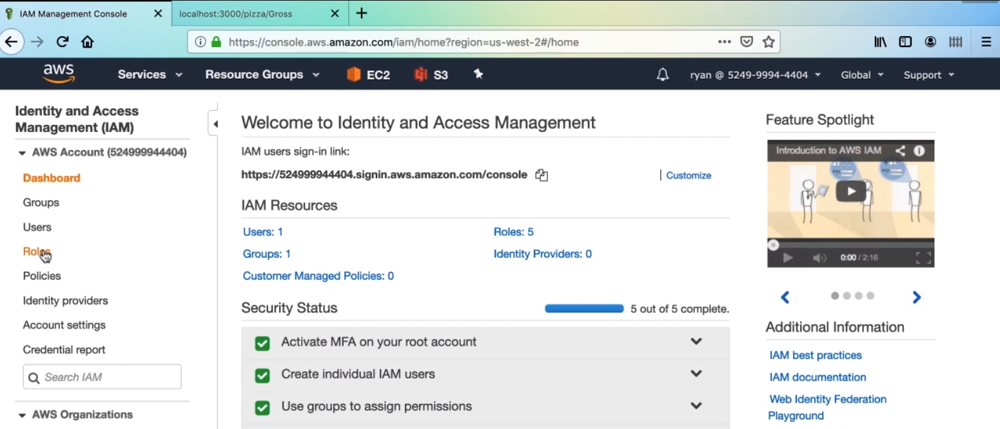 IAM Management Console
localhost:3000/pizza/Gross
https://console.aws.amazon.com/iam/home?region=us-west-2#/home
aws
Services
Resource Groups
EC2
S3
ryan @ 5249-9994-4404
Global
Support
Identity and Access
Management (IAM)
AWS Account (524999944404)
Dashboard
Groups
Users
Roles
Policies
Identity providers
Account settings
Credential report
Search IAM
AWS Organizations
Welcome to Identity and Access Management
IAM users sign-in link:
https://524999944404.signin.aws.amazon.com/console
Customize
IAM Resources
Users: 1
Roles: 5
Groups: 1
Identity Providers: 0
Customer Managed Policies: 0
Security Status
5 out of 5 complete.
Activate MFA on your root account
Create individual IAM users
Use groups to assign permissions
Feature Spotlight
Introduction to AWS IAM
0:00 / 2:16
Additional Information
IAM best practices
IAM documentation
Web Identity Federation
Playground